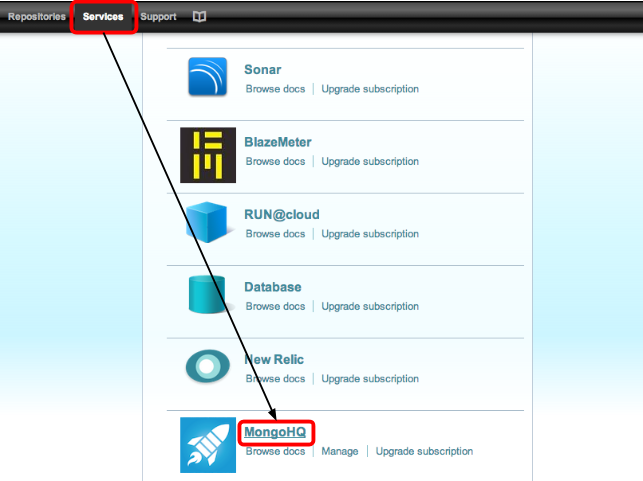 Repositories Services Support
Sonar
Browse docs Upgrade subscription
BlazeMeter
Browse docs Upgrade subscription
RUN@cloud
Browse docs Upgrade subscription
Database
Browse docs Upgrade subscription
New Relic
Browse docs Upgrade subscription
MongoHQ
Browse docs Manage Upgrade subscription